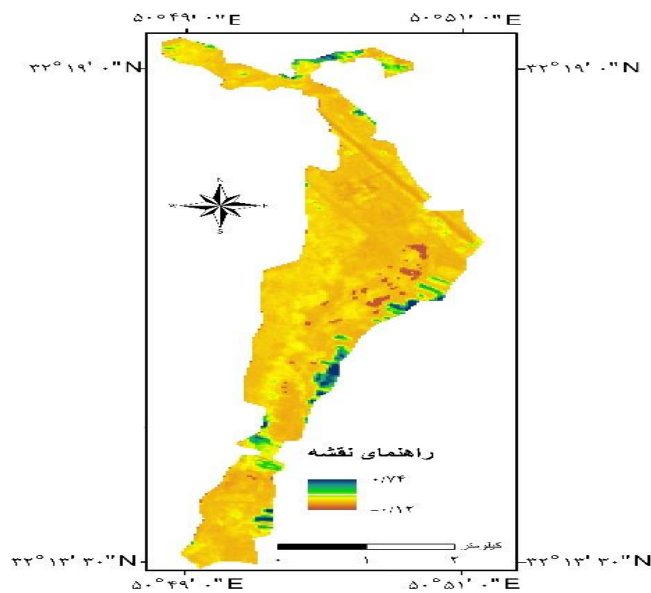 ۵۰°۴۹' ۰"E ۵۰°۵۱' ۰"E
۳۲°۱۹' ۰"N ۳۲°۱۹' ۰"N
N
W E
S
راهنمای نقشه
۰/۷۴
-۰/۱۲
کیلومتر
۰ ۱ ۲
۳۲°۱۳' ۳۰"N ۳۲°۱۳' ۳۰"N
۵۰°۴۹' ۰"E ۵۰°۵۱' ۰"E